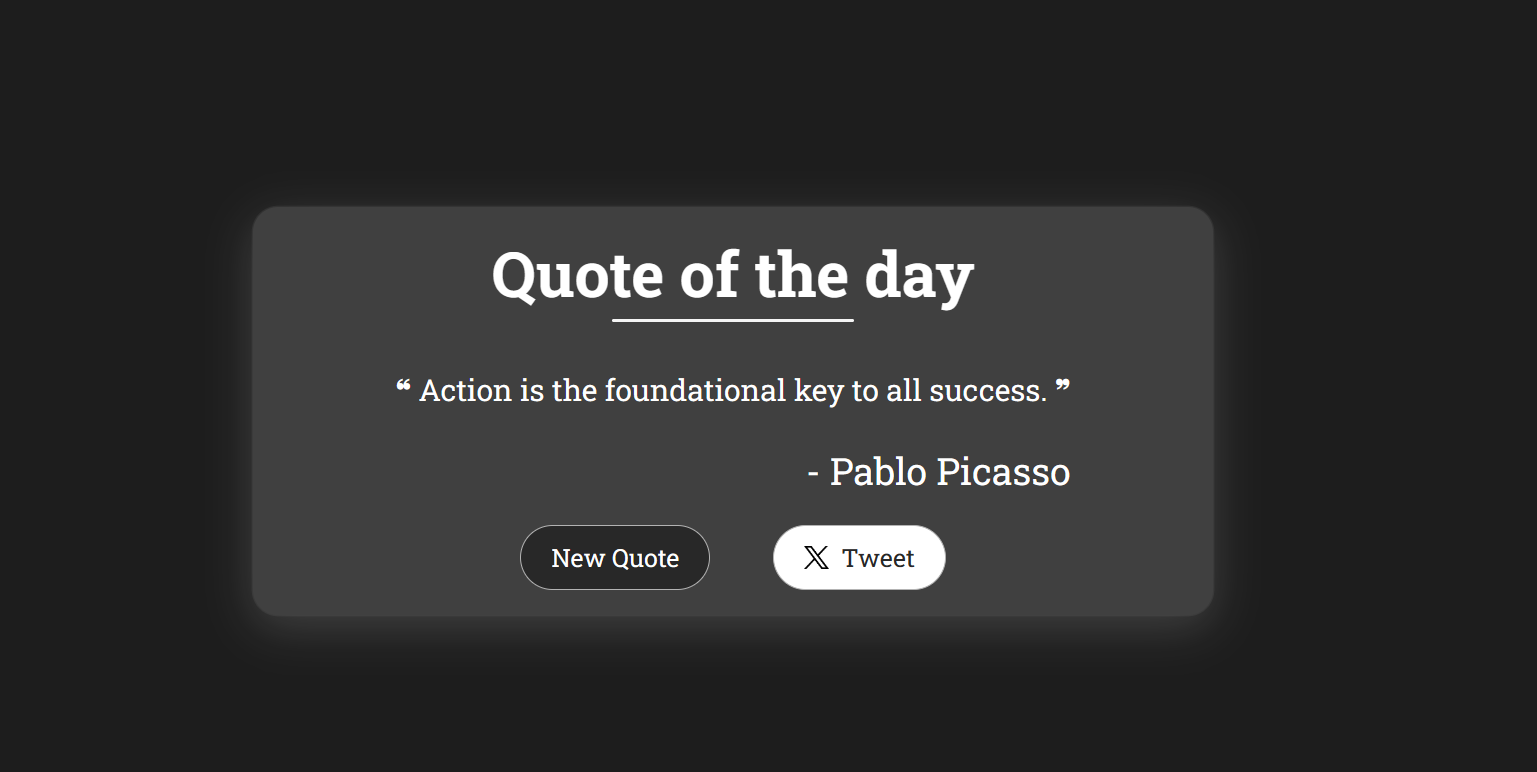 Quote of the day
❝ Action is the foundational key to all success. ❞
- Pablo Picasso
New Quote
Tweet